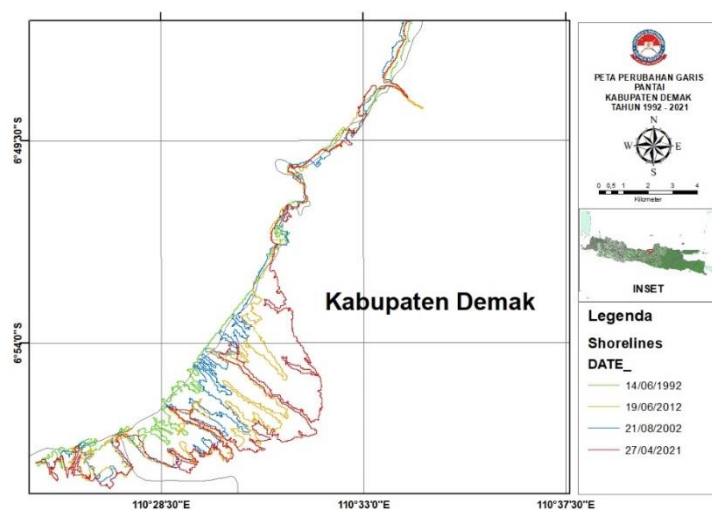 PETA PERUBAHAN GARIS
PANTAI
KABUPATEN DEMAK
TAHUN 1992 - 2021
N
W E
S
0 0,5 1 2 3 4
Kilometer
INSET
Legenda
Shorelines
DATE_
14/06/1992
19/06/2012
21/08/2002
27/04/2021
Kabupaten Demak
6°49'30"S
6°54'0"S
110°28'30"E
110°33'0"E
110°37'30"E